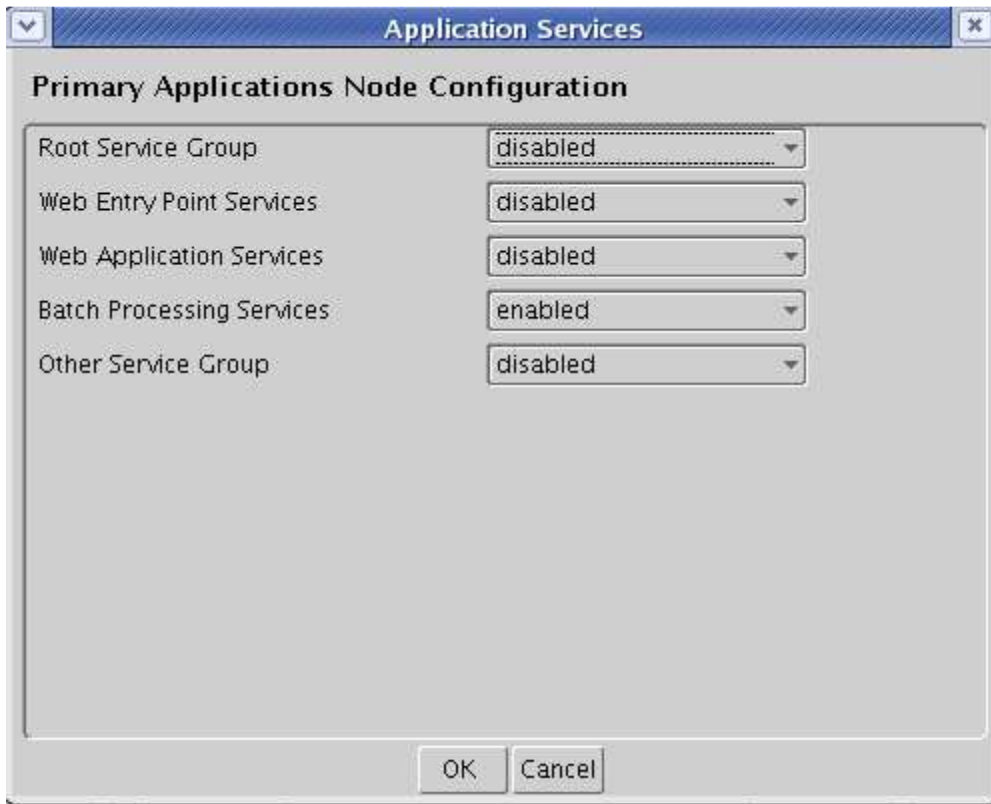 Application Services
Primary Applications Node Configuration
Root Service Group disabled
Web Entry Point Services disabled
Web Application Services disabled
Batch Processing Services enabled
Other Service Group disabled
OK Cancel